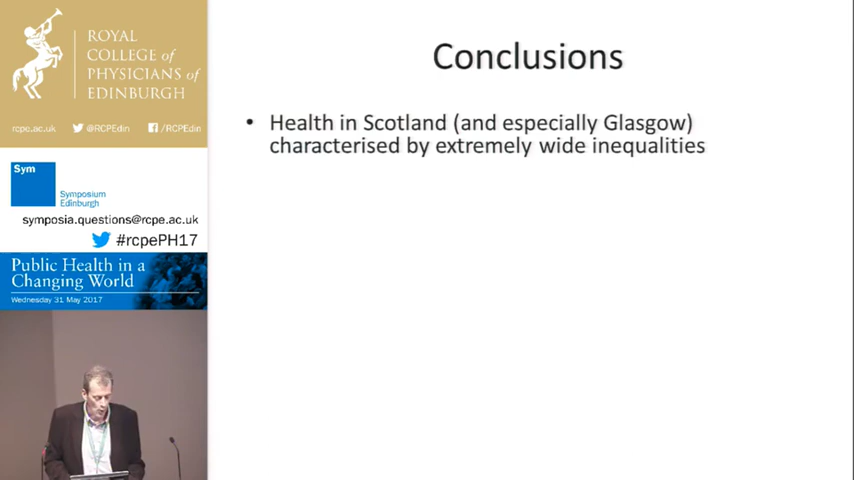 ROYAL
COLLEGE of
PHYSICIANS of
EDINBURGH
rcpe.ac.uk @RCPEdin /RCPEdin
Sym
Symposium
Edinburgh
symposia.questions@rcpe.ac.uk
#rcpePH17
Public Health in a
Changing World
Wednesday 31 May 2017
Conclusions
• Health in Scotland (and especially Glasgow)
characterised by extremely wide inequalities